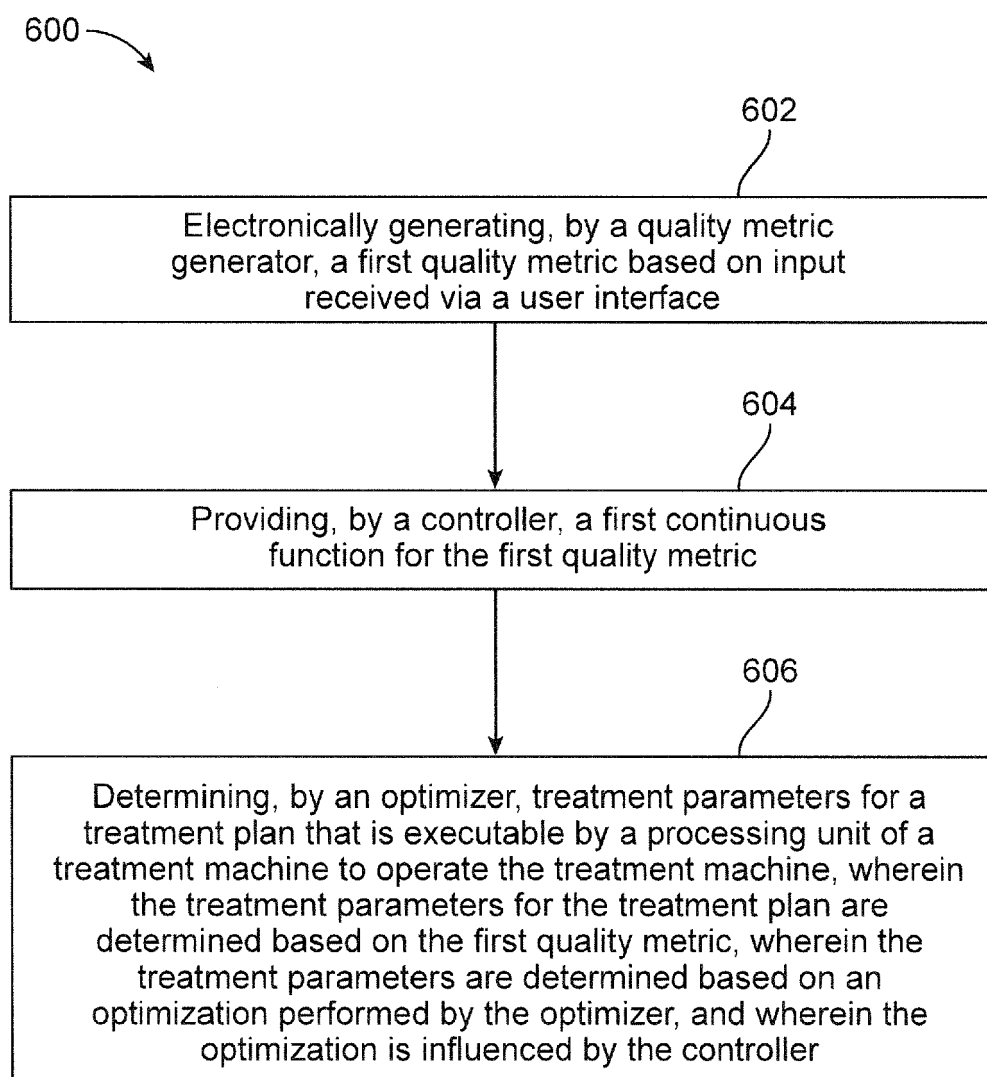 600
602
Electronically generating, by a quality metric
generator, a first quality metric based on input
received via a user interface
604
Providing, by a controller, a first continuous
function for the first quality metric
606
Determining, by an optimizer, treatment parameters for a
treatment plan that is executable by a processing unit of a
treatment machine to operate the treatment machine, wherein
the treatment parameters for the treatment plan are
determined based on the first quality metric, wherein the
treatment parameters are determined based on an
optimization performed by the optimizer, and wherein the
optimization is influenced by the controller